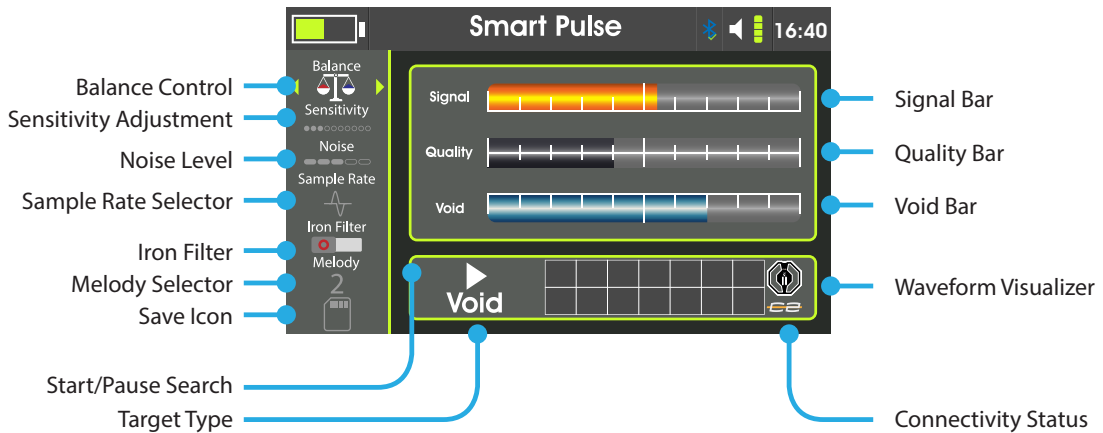 Smart Pulse
16:40
Balance
Sensitivity
Noise
Sample Rate
Iron Filter
Melody
2
Signal
Quality
Void
Void
Balance Control
Sensitivity Adjustment
Noise Level
Sample Rate Selector
Iron Filter
Melody Selector
Save Icon
Start/Pause Search
Target Type
Signal Bar
Quality Bar
Void Bar
Waveform Visualizer
Connectivity Status